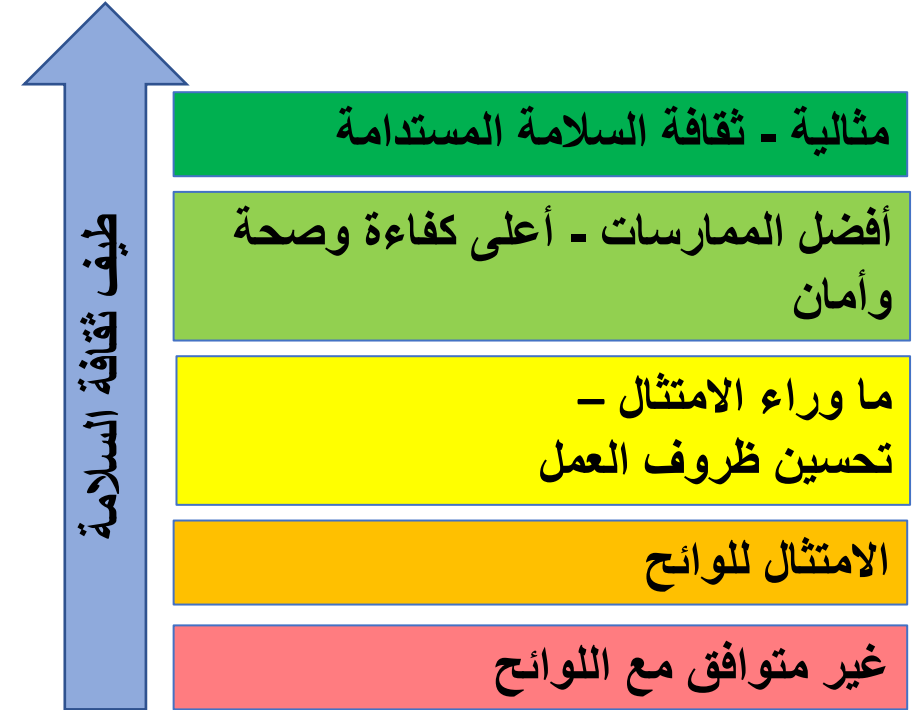 مثالية - ثقافة السلامة المستدامة
أفضل الممارسات - أعلى كفاءة وصحة
وأمان
ما وراء الامتثال –
تحسين ظروف العمل
الامتثال للوائح
غير متوافق مع اللوائح
طيف ثقافة السلامة